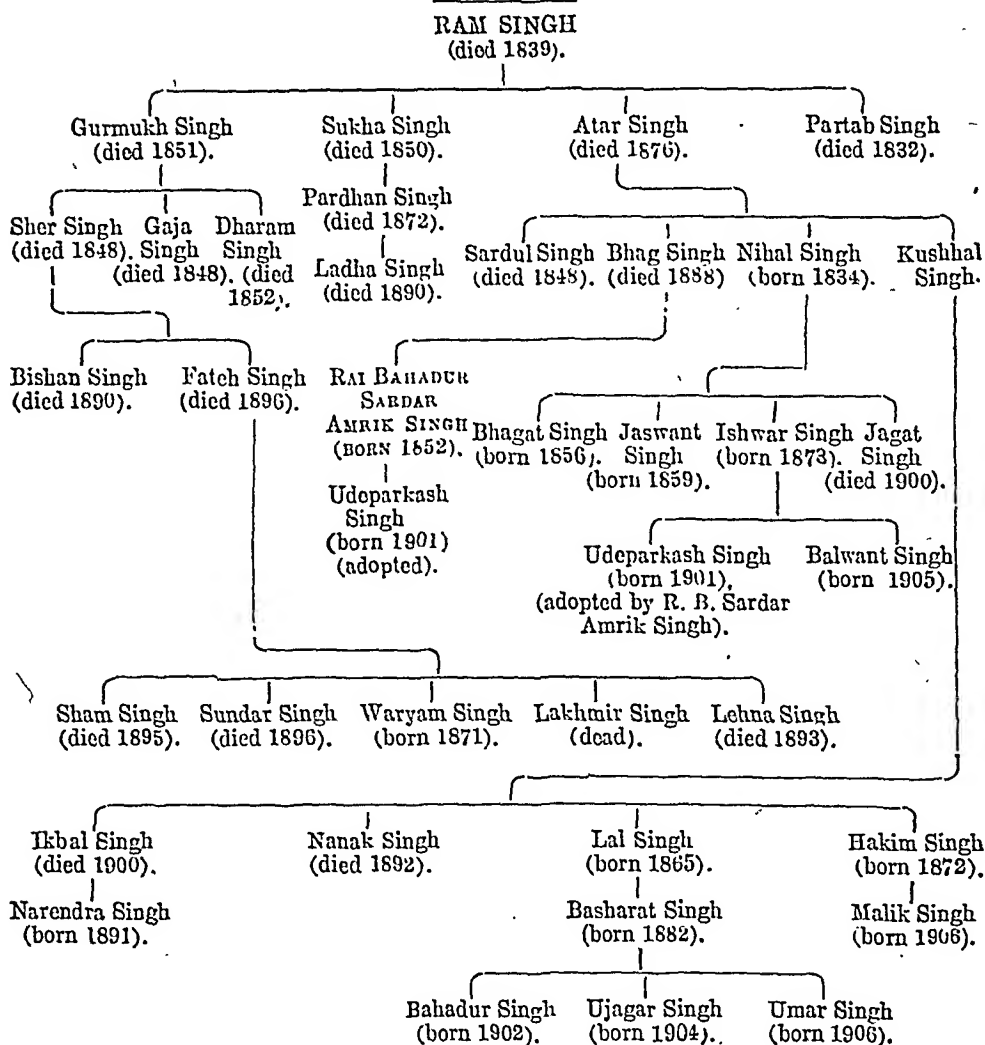 RAM SINGH
(died 1839).
Gurmukh Singh
(died 1851).
Sukha Singh
(died 1850).
Atar Singh
(died 1876).
Partab Singh
(died 1832).
Sher Singh
(died 1848).
Gaja
Singh
(died 1848).
Dharam
Singh
(died
1852).
Pardhan Singh
(died 1872).
Ladha Singh
(died 1890).
Sardul Singh
(died 1848).
Bhag Singh
(died 1888)
Nihal Singh
(born 1834).
Kushhal
Singh.
Bishan Singh
(died 1890).
Fateh Singh
(died 1896).
RAI BAHADUR
SARDAR
AMRIK SINGH
(BORN 1852).
Udeparkash
Singh
(born 1901)
(adopted).
Bhagat Singh
(born 1856).
Jaswant
Singh
(born 1859).
Ishwar Singh
(born 1873).
Jagat
Singh
(died 1900).
Udeparkash Singh
(born 1901),
(adopted by R. B. Sardar
Amrik Singh).
Balwant Singh
(born 1905).
Sham Singh
(died 1895).
Sundar Singh
(died 1896).
Waryam Singh
(born 1871).
Lakhmir Singh
(dead).
Lehna Singh
(died 1893).
Ikbal Singh
(died 1900).
Nanak Singh
(died 1892).
Lal Singh
(born 1865).
Hakim Singh
(born 1872).
Narendra Singh
(born 1891).
Basharat Singh
(born 1882).
Malik Singh
(born 1906).
Bahadur Singh
(born 1902).
Ujagar Singh
(born 1904).
Umar Singh
(born 1906).